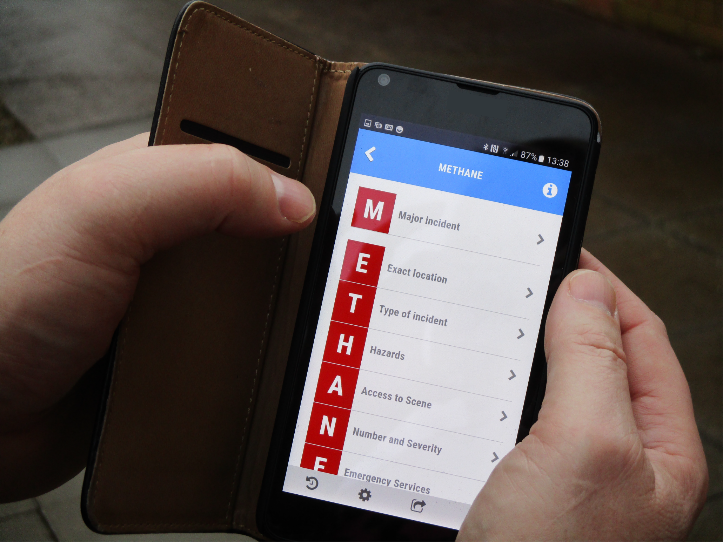 87% 13:38
METHANE
M Major Incident
E Exact location
T Type of incident
H Hazards
A Access to Scene
N Number and Severity
E Emergency Services